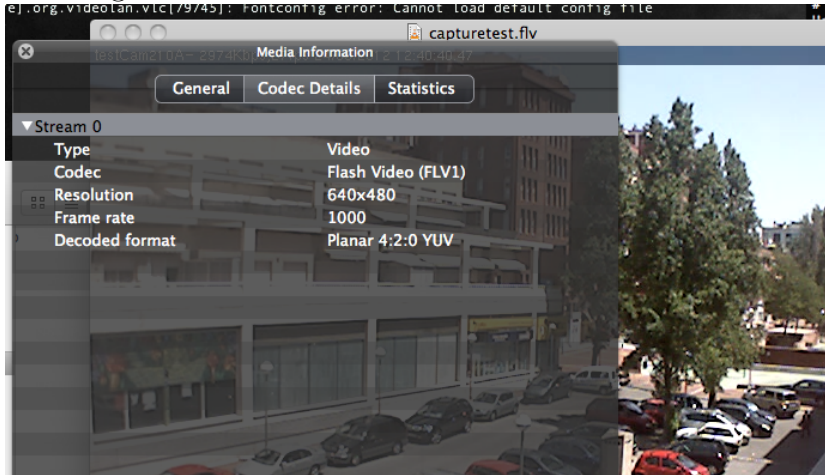 e].org.videolan.vlc[79745]: Fontconfig error: Cannot load default config file
capturetest.flv
Media Information
General Codec Details Statistics
Stream 0
Type Video
Codec Flash Video (FLV1)
Resolution 640x480
Frame rate 1000
Decoded format Planar 4:2:0 YUV